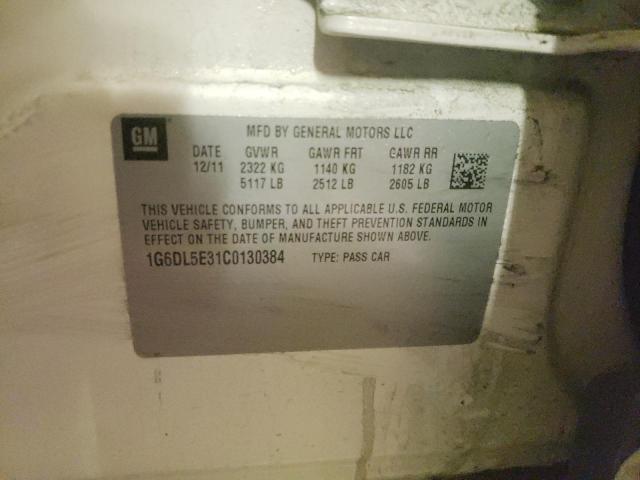 GM
MFD BY GENERAL MOTORS LLC
DATE GVWR GAWR FRT GAWR RR
12/11 2322 KG 1140 KG 1182 KG
5117 LB 2512 LB 2605 LB
THIS VEHICLE CONFORMS TO ALL APPLICABLE U.S. FEDERAL MOTOR
VEHICLE SAFETY, BUMPER, AND THEFT PREVENTION STANDARDS IN
EFFECT ON THE DATE OF MANUFACTURE SHOWN ABOVE.
1G6DL5E31C0130384 TYPE: PASS CAR